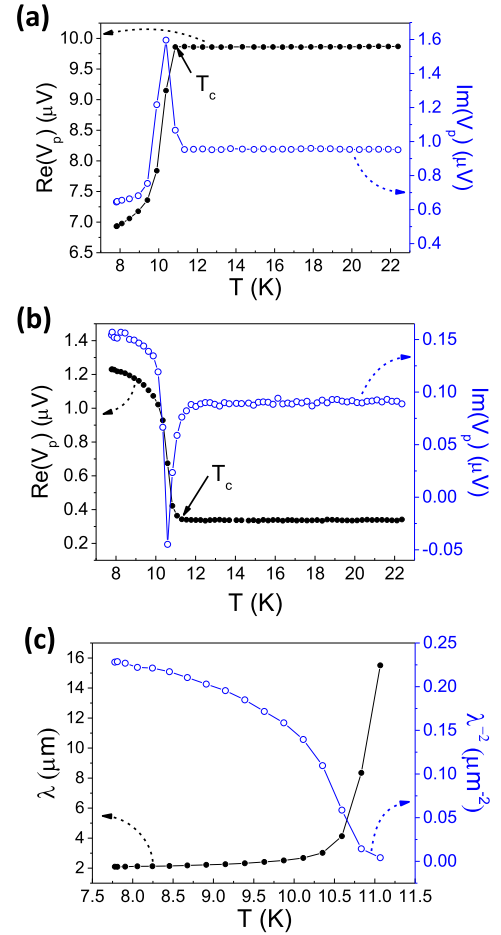 (a)
10.0
9.5
9.0
8.5
8.0
7.5
7.0
6.5
Re(Vp) (μV)
1.6
1.4
1.2
1.0
0.8
0.6
0.4
Im(Vp) (μV)
Tc
8 10 12 14 16 18 20 22
T (K)
(b)
1.4
1.2
1.0
0.8
0.6
0.4
0.2
Re(Vp) (μV)
0.15
0.10
0.05
0.00
-0.05
Im(Vp) (μV)
Tc
8 10 12 14 16 18 20 22
T (K)
(c)
16
14
12
10
8
6
4
2
λ (μm)
0.25
0.20
0.15
0.10
0.05
0.00
λ⁻² (μm⁻²)
7.5 8.0 8.5 9.0 9.5 10.0 10.5 11.0 11.5
T (K)